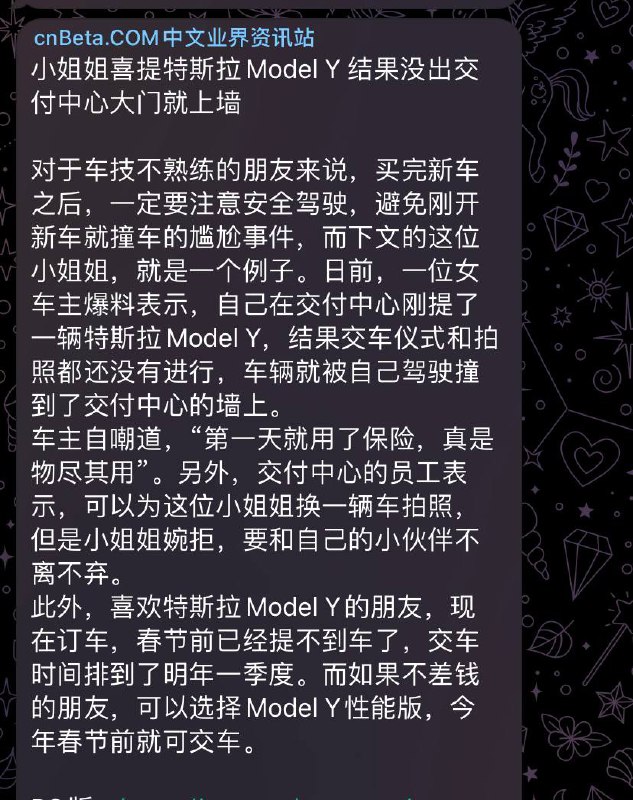 cnBeta.COM中文业界资讯站
小姐姐喜提特斯拉Model Y 结果没出交
付中心大门就上墙
对于车技不熟练的朋友来说，买完新车
之后，一定要注意安全驾驶，避免刚开
新车就撞车的尴尬事件，而下文的这位
小姐姐，就是一个例子。日前，一位女
车主爆料表示，自己在交付中心刚提了
一辆特斯拉Model Y，结果交车仪式和拍
照都还没有进行，车辆就被自己驾驶撞
到了交付中心的墙上。
车主自嘲道，“第一天就用了保险，真是
物尽其用”。另外，交付中心的员工表
示，可以为这位小姐姐换一辆车拍照，
但是小姐姐婉拒，要和自己的小伙伴不
离不弃。
此外，喜欢特斯拉Model Y的朋友，现
在订车，春节前已经提不到车了，交车
时间排到了明年一季度。而如果不差钱
的朋友，可以选择Model Y性能版，今
年春节前就可交车。